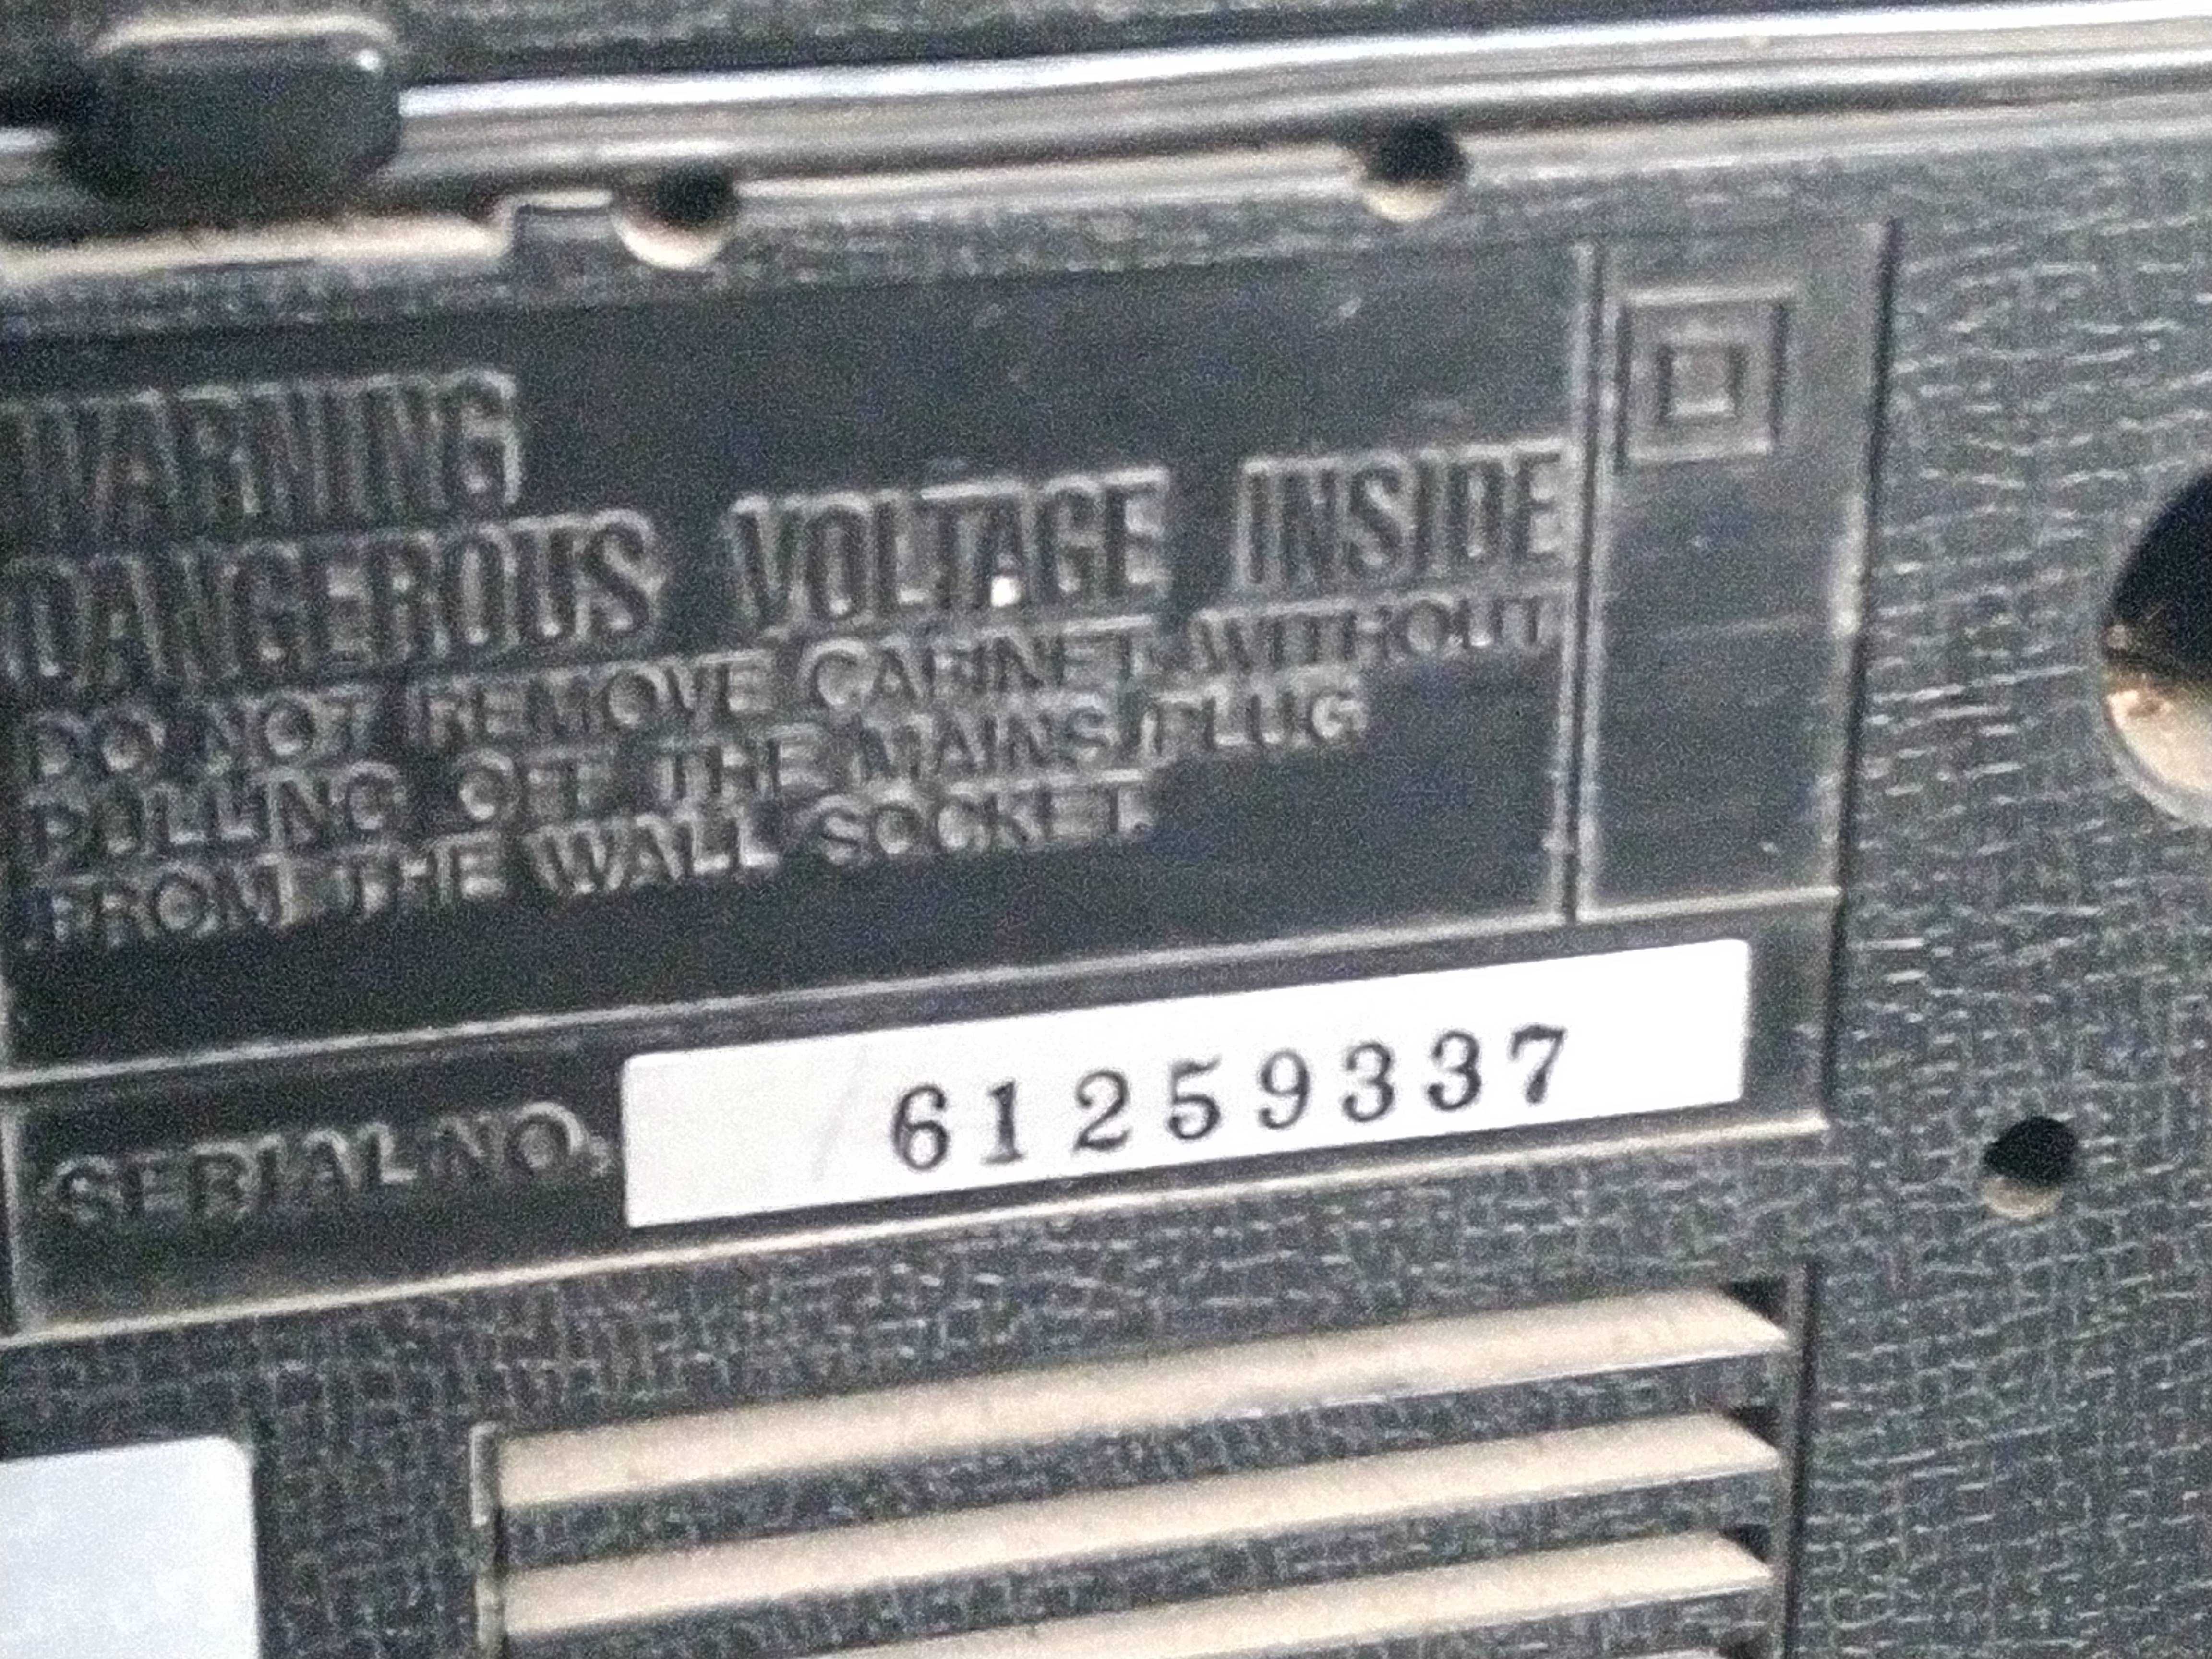 WARNING
DANGEROUS VOLTAGE INSIDE
DO NOT REMOVE CABINET WITHOUT
PULLING OFF THE MAINS PLUG
FROM THE WALL SOCKET.
SERIAL NO. 61259337